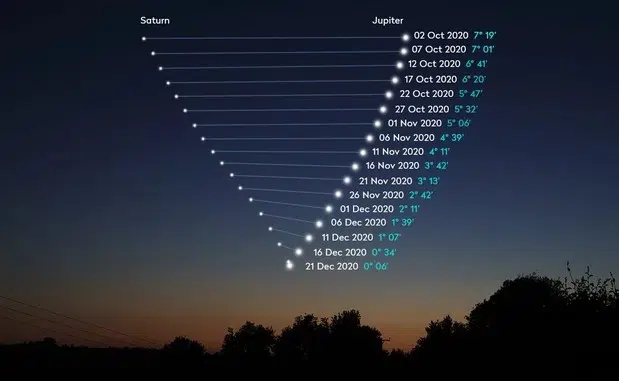 Saturn Jupiter
02 Oct 2020 7° 19'
07 Oct 2020 7° 01'
12 Oct 2020 6° 41'
17 Oct 2020 6° 20'
22 Oct 2020 5° 47'
27 Oct 2020 5° 32'
01 Nov 2020 5° 06'
06 Nov 2020 4° 39'
11 Nov 2020 4° 11'
16 Nov 2020 3° 42'
21 Nov 2020 3° 13'
26 Nov 2020 2° 42'
01 Dec 2020 2° 11'
06 Dec 2020 1° 39'
11 Dec 2020 1° 07'
16 Dec 2020 0° 34'
21 Dec 2020 0° 06'